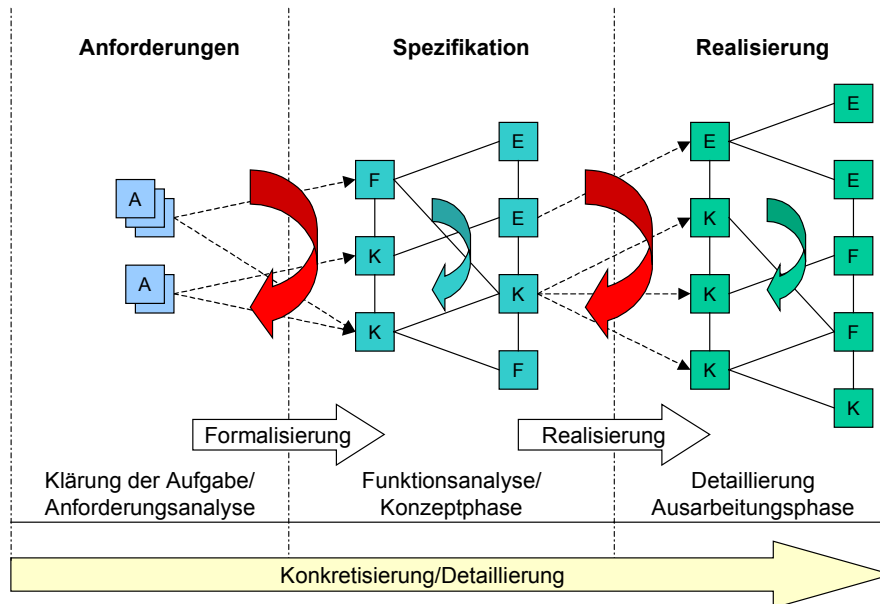 Anforderungen
Spezifikation
Realisierung
E
E
E
A
F
E
E
K
K
K
F
A
K
K
K
F
K
K
F
K
Formalisierung
Realisierung
Klärung der Aufgabe/
Anforderungsanalyse
Funktionsanalyse/
Konzeptphase
Detaillierung
Ausarbeitungsphase
Konkretisierung/Detaillierung